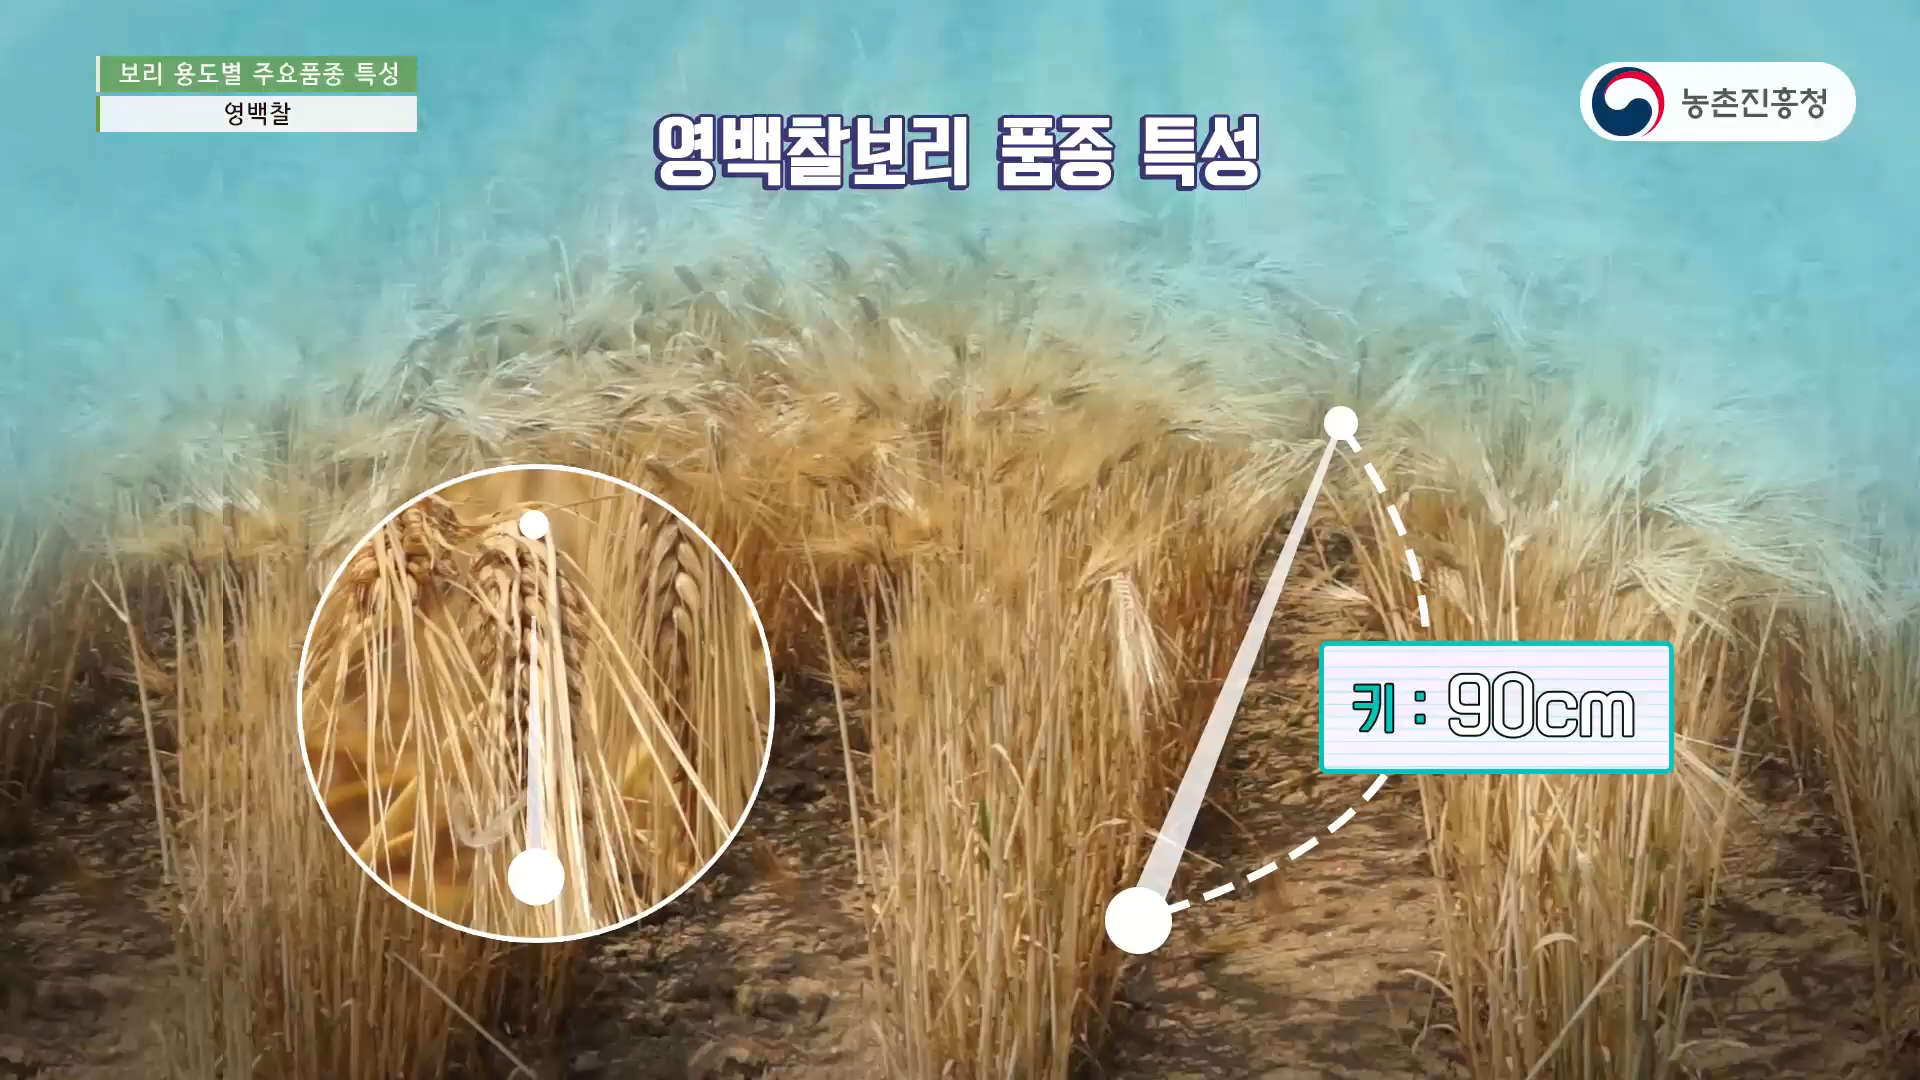 보리 용도별 주요품종 특성
영백찰
농촌진흥청
영백찰보리 품종 특성
키 : 90cm